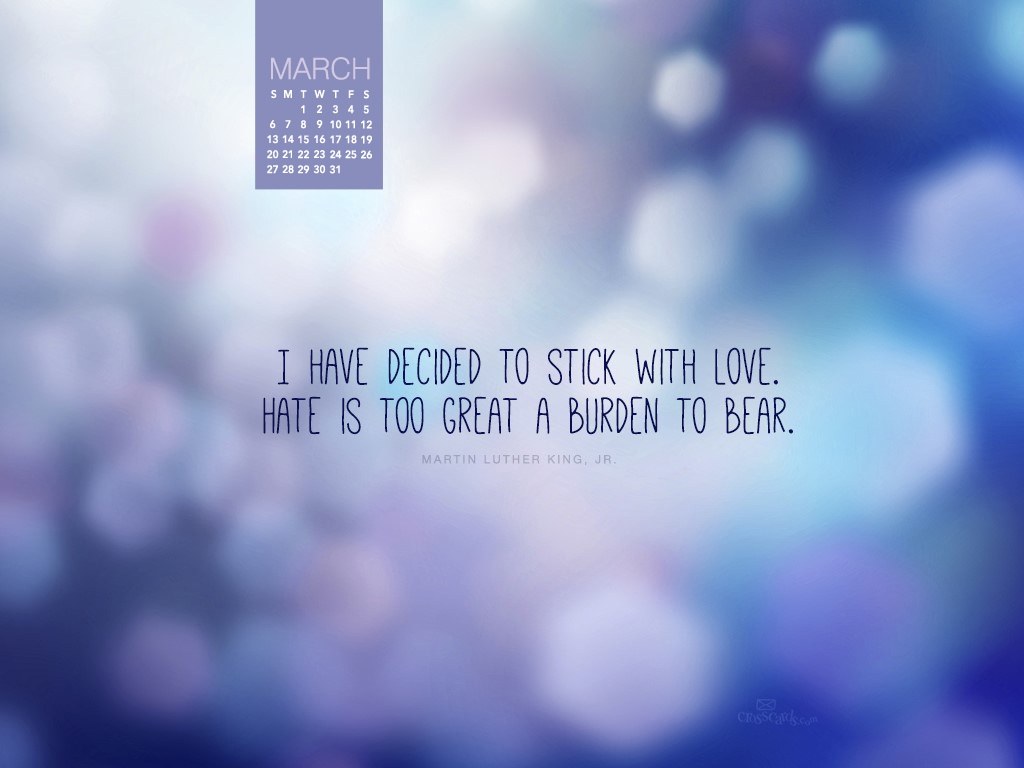 MARCH
S M T W T F S
1 2 3 4 5
6 7 8 9 10 11 12
13 14 15 16 17 18 19
20 21 22 23 24 25 26
27 28 29 30 31
I HAVE DECIDED TO STICK WITH LOVE.
HATE IS TOO GREAT A BURDEN TO BEAR.
MARTIN LUTHER KING, JR.
crosscards.com